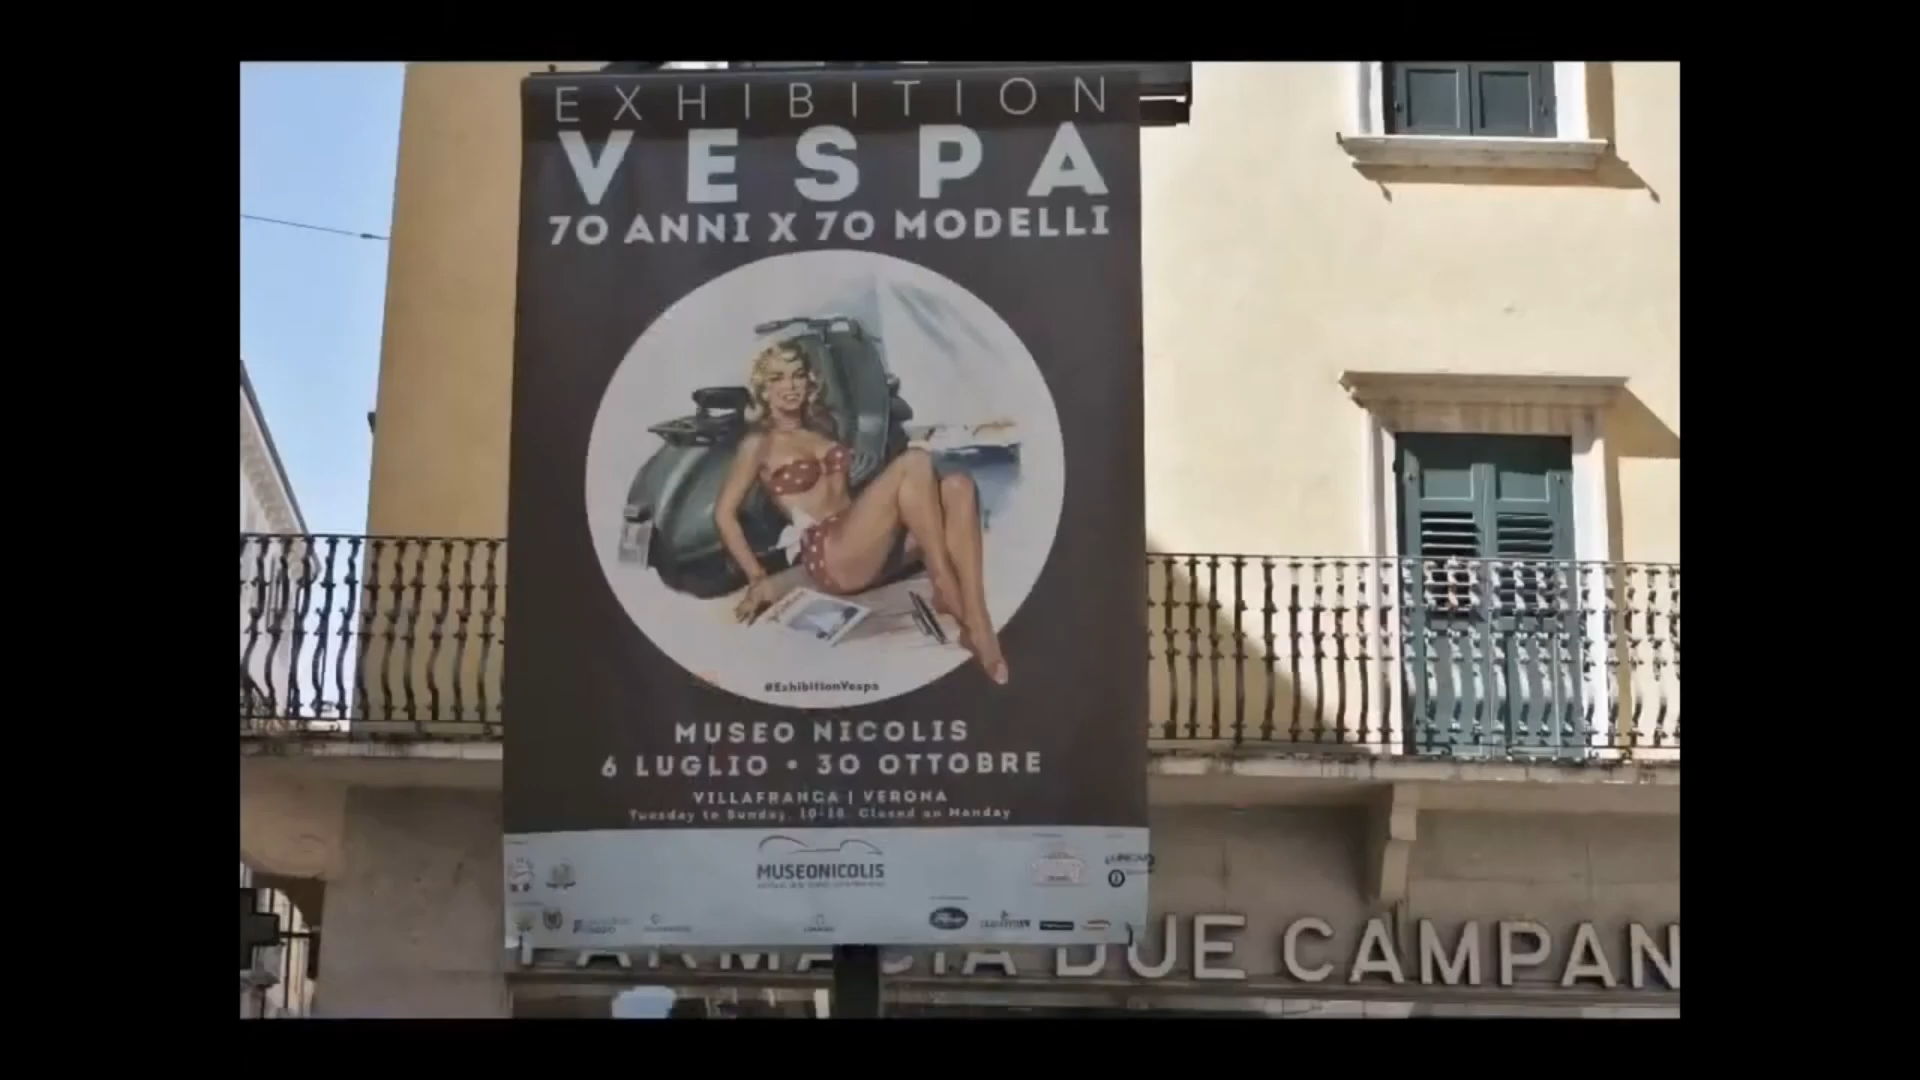 EXHIBITION
VESPA
70 ANNI X 70 MODELLI
#ExhibitionVespa
MUSEO NICOLIS
6 LUGLIO • 30 OTTOBRE
VILLAFRANCA | VERONA
Tuesday to Sunday, 10-18. Closed on Monday
MUSEONICOLIS
FARMACIA DUE CAMPAN